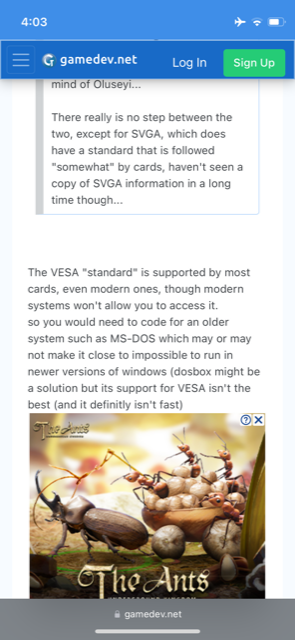 4:03
gamedev.net
Log In
Sign Up
mind of Oluseyi...
There really is no step between the
two, except for SVGA, which does
have a standard that is followed
"somewhat" by cards, haven't seen a
copy of SVGA information in a long
time though...
The VESA "standard" is supported by most
cards, even modern ones, though modern
systems won't allow you to access it.
so you would need to code for an older
system such as MS-DOS which may or may
not make it close to impossible to run in
newer versions of windows (dosbox might be
a solution but its support for VESA isn't the
best (and it definitly isn't fast)
The Ants
The Ants
gamedev.net